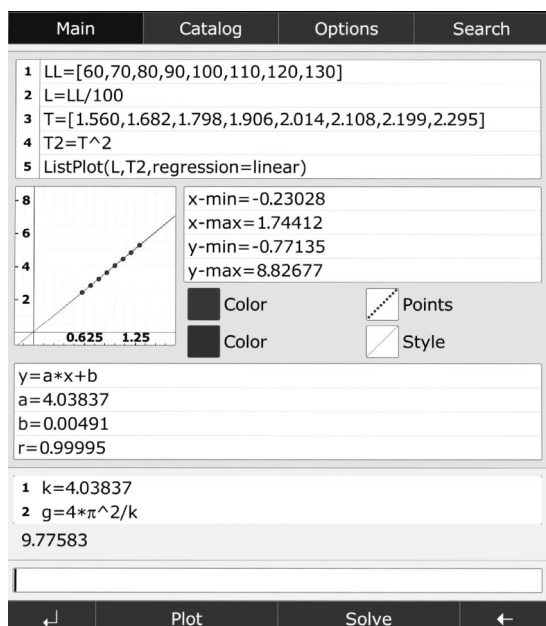 Main Catalog Options Search
1 LL=[60,70,80,90,100,110,120,130]
2 L=LL/100
3 T=[1.560,1.682,1.798,1.906,2.014,2.108,2.199,2.295]
4 T2=T^2
5 ListPlot(L,T2,regression=linear)
8
6
4
2
0.625 1.25
x-min=-0.23028
x-max=1.74412
y-min=-0.77135
y-max=8.82677
Color Points
Color Style
y=a*x+b
a=4.03837
b=0.00491
r=0.99995
1 k=4.03837
2 g=4*π^2/k
9.77583
Plot Solve